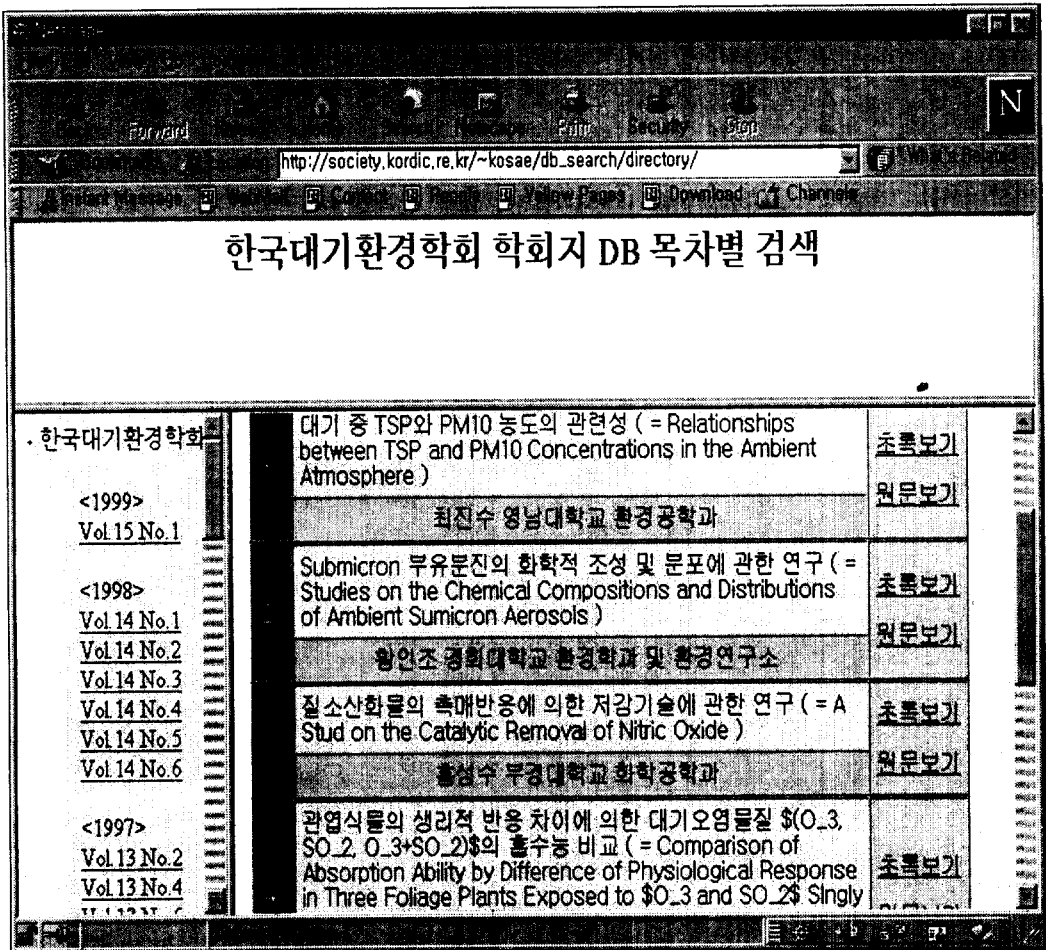 Forward
Print
Security
Stop
N
http://society.kordic.re.kr/~kosae/db_search/directory/
What's Related
Instant Message
Contact
People
Yellow Pages
Download
Channels
한국대기환경학회 학회지 DB 목차별 검색
· 한국대기환경학회
<1999>
Vol.15 No.1
<1998>
Vol.14 No.1
Vol.14 No.2
Vol.14 No.3
Vol.14 No.4
Vol.14 No.5
Vol.14 No.6
<1997>
Vol.13 No.2
Vol.13 No.4
대기 중 TSP와 PM10 농도의 관련성 ( = Relationships
between TSP and PM10 Concentrations in the Ambient
Atmosphere )
초록보기
원문보기
최진수 영남대학교 환경공학과
Submicron 부유분진의 화학적 조성 및 분포에 관한 연구 ( =
Studies on the Chemical Compositions and Distributions
of Ambient Sumicron Aerosols )
초록보기
원문보기
황인조 경희대학교 환경학과 및 환경연구소
질소산화물의 촉매반응에 의한 저감기술에 관한 연구 ( = A
Stud on the Catalytic Removal of Nitric Oxide )
초록보기
원문보기
홍성수 부경대학교 화학공학과
관엽식물의 생리적 반응 차이에 의한 대기오염물질 $(O_3,
SO_2, O_3+SO_2)$의 흡수능 비교 ( = Comparison of
Absorption Ability by Difference of Physiological Response
in Three Foliage Plants Exposed to $O_3 and SO_2$ Singly
초록보기